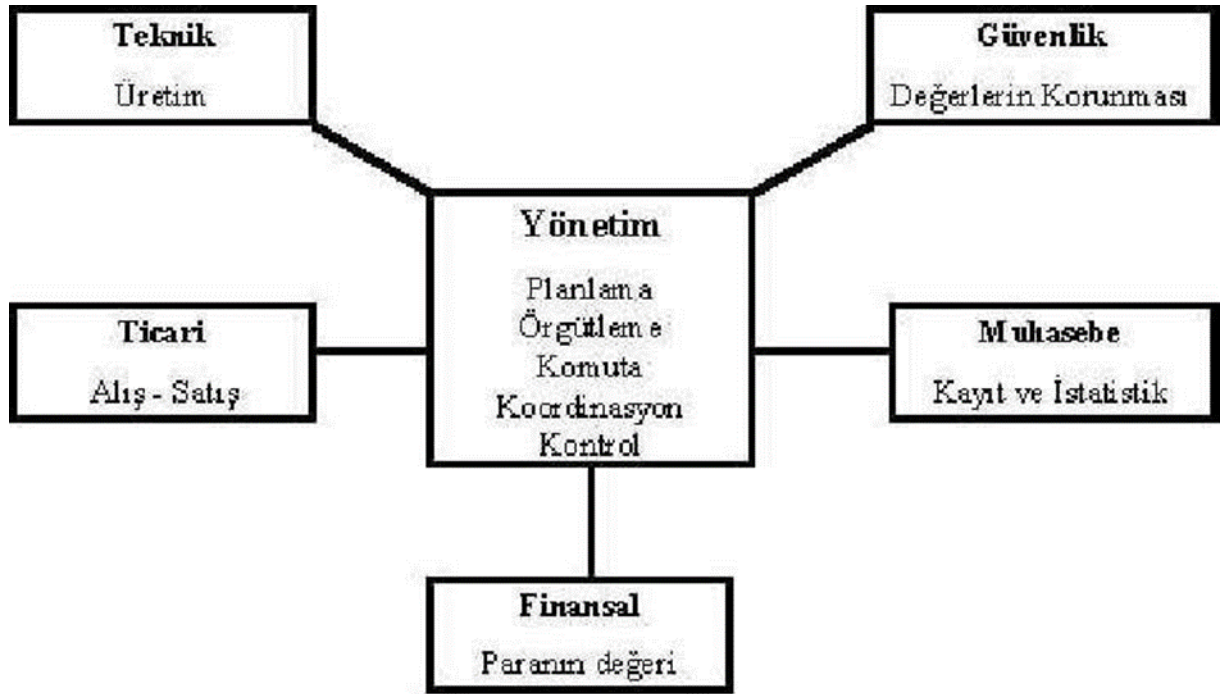 Teknik
Üretim
Güvenlik
Değerlerin Korunması
Yönetim
Planlama
Örgütleme
Komuta
Koordinasyon
Kontrol
Ticari
Alış - Satış
Muhasebe
Kayıt ve İstatistik
Finansal
Paranın değeri